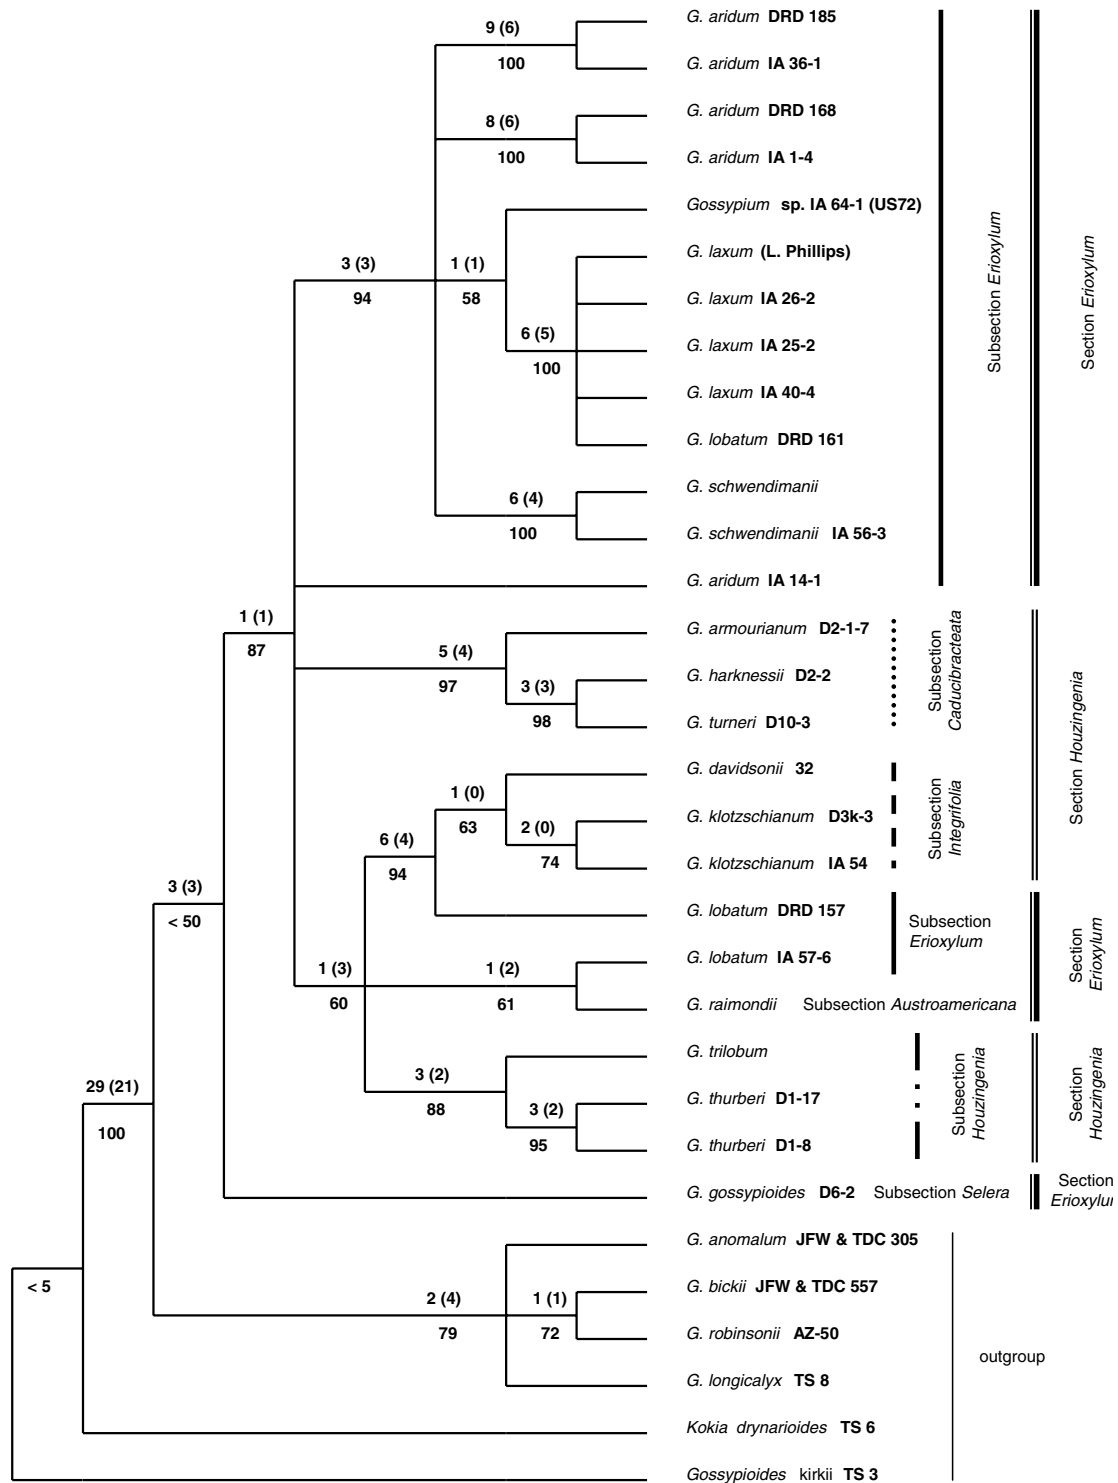 9 (6)
100
G. aridum DRD 185
G. aridum IA 36-1
8 (6)
100
G. aridum DRD 168
G. aridum IA 1-4
3 (3)
94
1 (1)
58
Gossypium sp. IA 64-1 (US72)
6 (5)
100
G. laxum (L. Phillips)
G. laxum IA 26-2
G. laxum IA 25-2
G. laxum IA 40-4
G. lobatum DRD 161
6 (4)
100
G. schwendimanii
G. schwendimanii IA 56-3
G. aridum IA 14-1
Subsection Erioxylum
Section Erioxylum
1 (1)
87
5 (4)
97
3 (3)
98
G. armourianum D2-1-7
G. harknessii D2-2
G. turneri D10-3
Subsection
Caducibracteata
1 (0)
63
2 (0)
74
6 (4)
94
G. davidsonii 32
G. klotzschianum D3k-3
G. klotzschianum IA 54
Subsection
Integrifolia
Section Houzingenia
3 (3)
< 50
G. lobatum DRD 157
Subsection
Erioxylum
1 (3)
60
1 (2)
61
G. lobatum IA 57-6
G. raimondii Subsection Austroamericana
Section
Erioxylum
3 (2)
88
3 (2)
95
G. trilobum
G. thurberi D1-17
G. thurberi D1-8
Subsection
Houzingenia
Section
Houzingenia
29 (21)
100
G. gossypioides D6-2 Subsection Selera
Section
Erioxylum
< 5
2 (4)
79
1 (1)
72
G. anomalum JFW & TDC 305
G. bickii JFW & TDC 557
G. robinsonii AZ-50
G. longicalyx TS 8
Kokia drynarioides TS 6
Gossypioides kirkii TS 3
outgroup